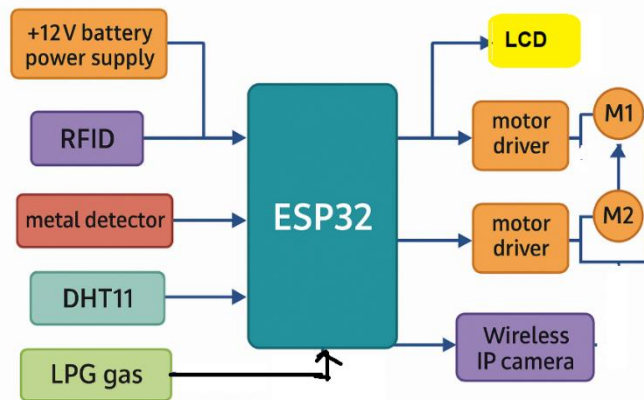 +12V battery
power supply
RFID
metal detector
DHT11
LPG gas
ESP32
LCD
motor
driver
M1
motor
driver
M2
Wireless
IP camera